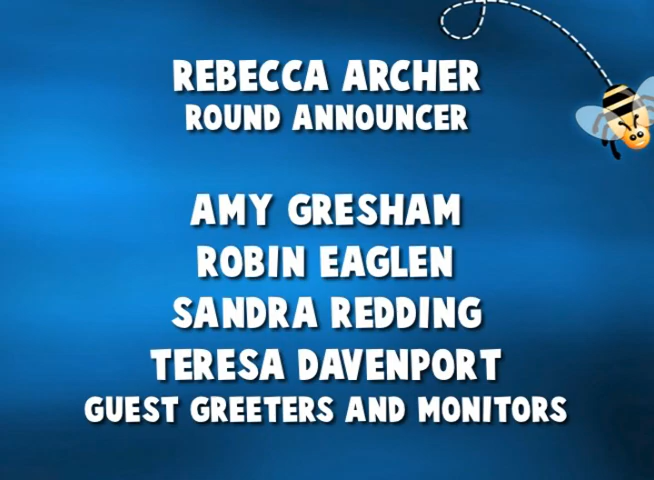 REBECCA ARCHER
ROUND ANNOUNCER
AMY GRESHAM
ROBIN EAGLEN
SANDRA REDDING
TERESA DAVENPORT
GUEST GREETERS AND MONITORS